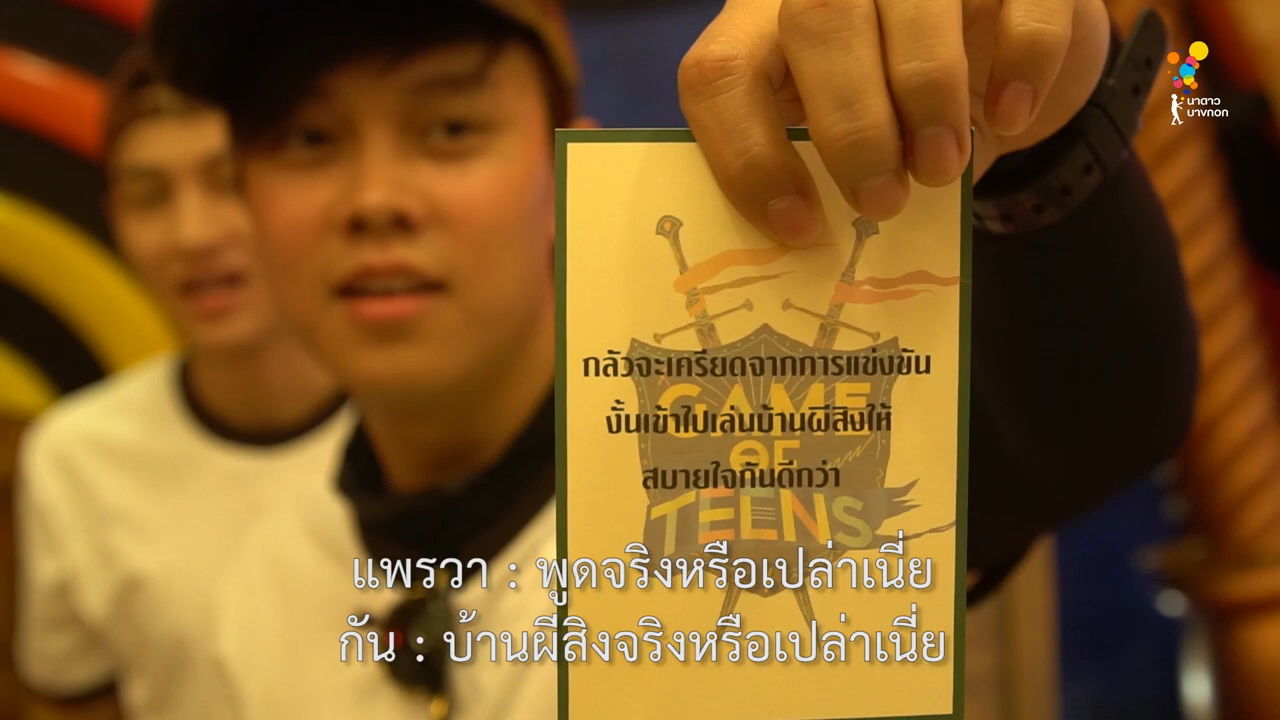 นาดาว
บางกอก
กลัวจะเครียดจากการแข่งขัน
งั้นเข้าไปเล่นบ้านผีสิงให้
สบายใจกันดีกว่า
GAME
OF
TEENS
แพรวา : พูดจริงหรือเปล่าเนี่ย
กัน : บ้านผีสิงจริงหรือเปล่าเนี่ย